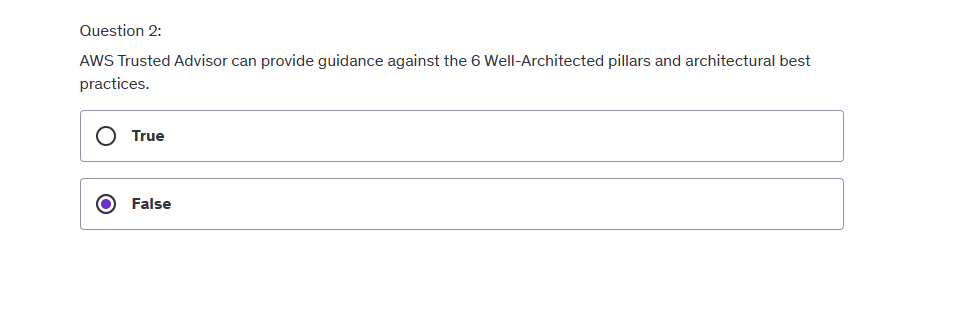 Question 2:
AWS Trusted Advisor can provide guidance against the 6 Well-Architected pillars and architectural best
practices.
True
False